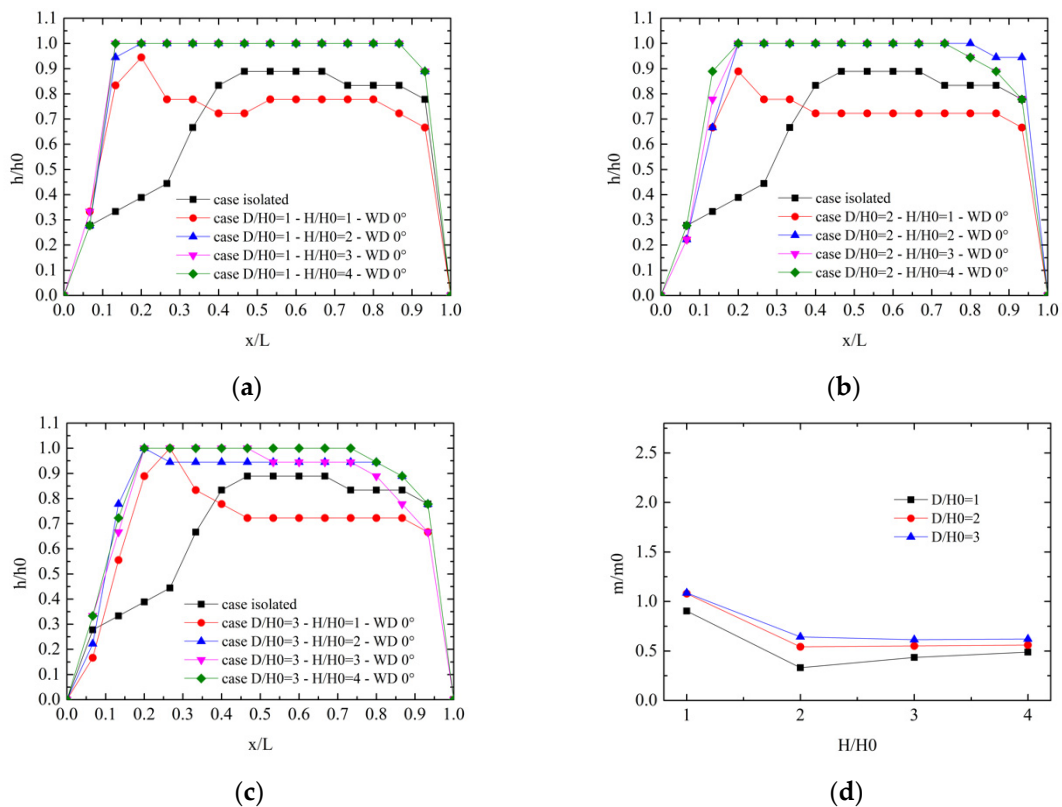 1.1
1.0
0.9
0.8
0.7
0.6
0.5
0.4
0.3
0.2
0.1
0.0
h/h0
case isolated
case D/H0=1 - H/H0=1 - WD 0°
case D/H0=1 - H/H0=2 - WD 0°
case D/H0=1 - H/H0=3 - WD 0°
case D/H0=1 - H/H0=4 - WD 0°
0.0 0.1 0.2 0.3 0.4 0.5 0.6 0.7 0.8 0.9 1.0
x/L
(a)
1.1
1.0
0.9
0.8
0.7
0.6
0.5
0.4
0.3
0.2
0.1
0.0
h/h0
case isolated
case D/H0=2 - H/H0=1 - WD 0°
case D/H0=2 - H/H0=2 - WD 0°
case D/H0=2 - H/H0=3 - WD 0°
case D/H0=2 - H/H0=4 - WD 0°
0.0 0.1 0.2 0.3 0.4 0.5 0.6 0.7 0.8 0.9 1.0
x/L
(b)
1.1
1.0
0.9
0.8
0.7
0.6
0.5
0.4
0.3
0.2
0.1
0.0
h/h0
case isolated
case D/H0=3 - H/H0=1 - WD 0°
case D/H0=3 - H/H0=2 - WD 0°
case D/H0=3 - H/H0=3 - WD 0°
case D/H0=3 - H/H0=4 - WD 0°
0.0 0.1 0.2 0.3 0.4 0.5 0.6 0.7 0.8 0.9 1.0
x/L
(c)
2.5
2.0
1.5
1.0
0.5
0.0
m/m0
D/H0=1
D/H0=2
D/H0=3
1 2 3 4
H/H0
(d)